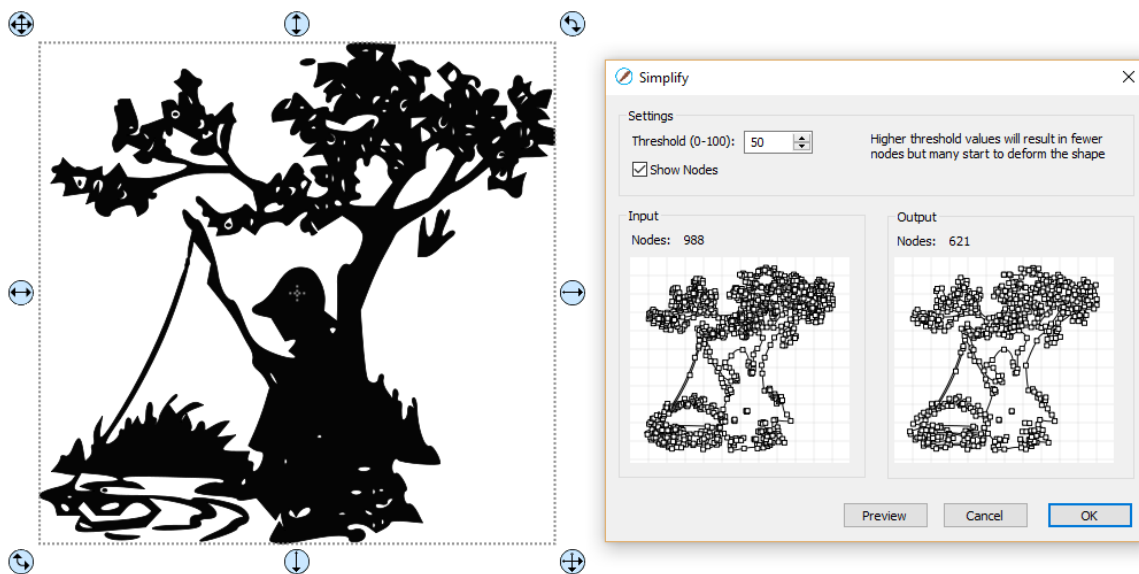 Simplify
Settings
Threshold (0-100): 50
Higher threshold values will result in fewer
nodes but many start to deform the shape
Show Nodes
Input
Nodes: 988
Output
Nodes: 621
Preview
Cancel
OK